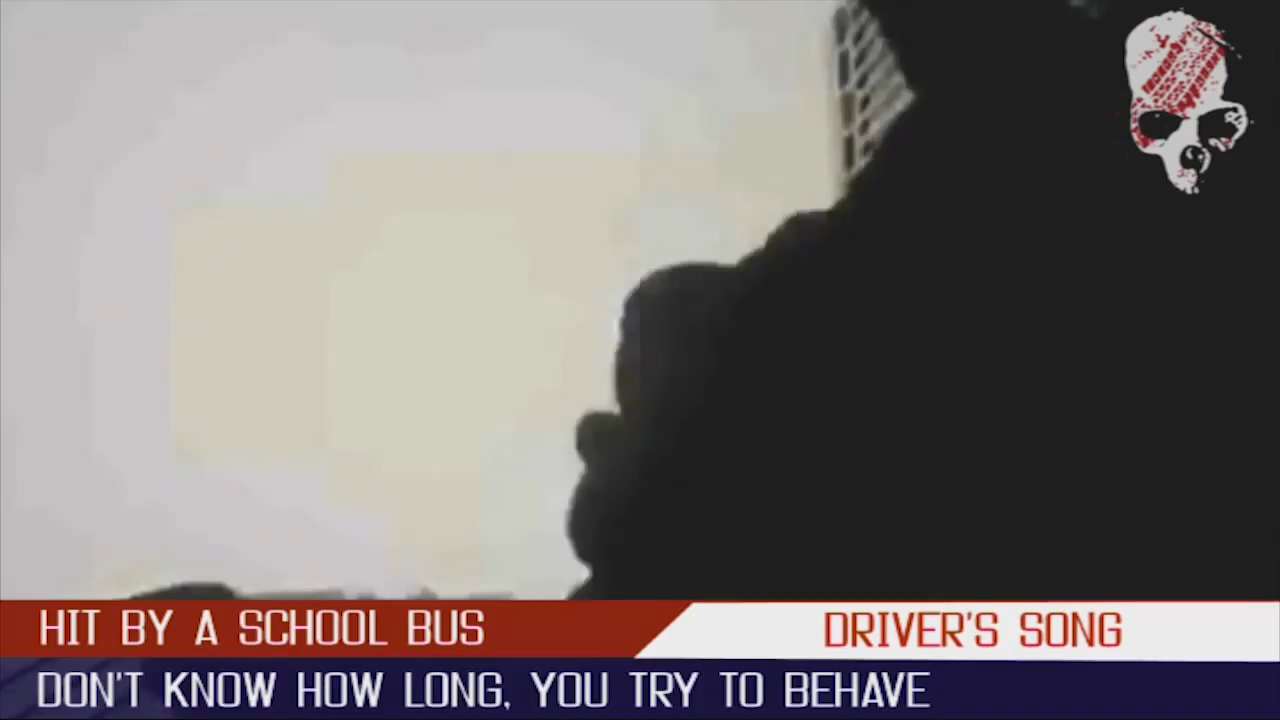 HIT BY A SCHOOL BUS
DRIVER'S SONG
DON'T KNOW HOW LONG, YOU TRY TO BEHAVE